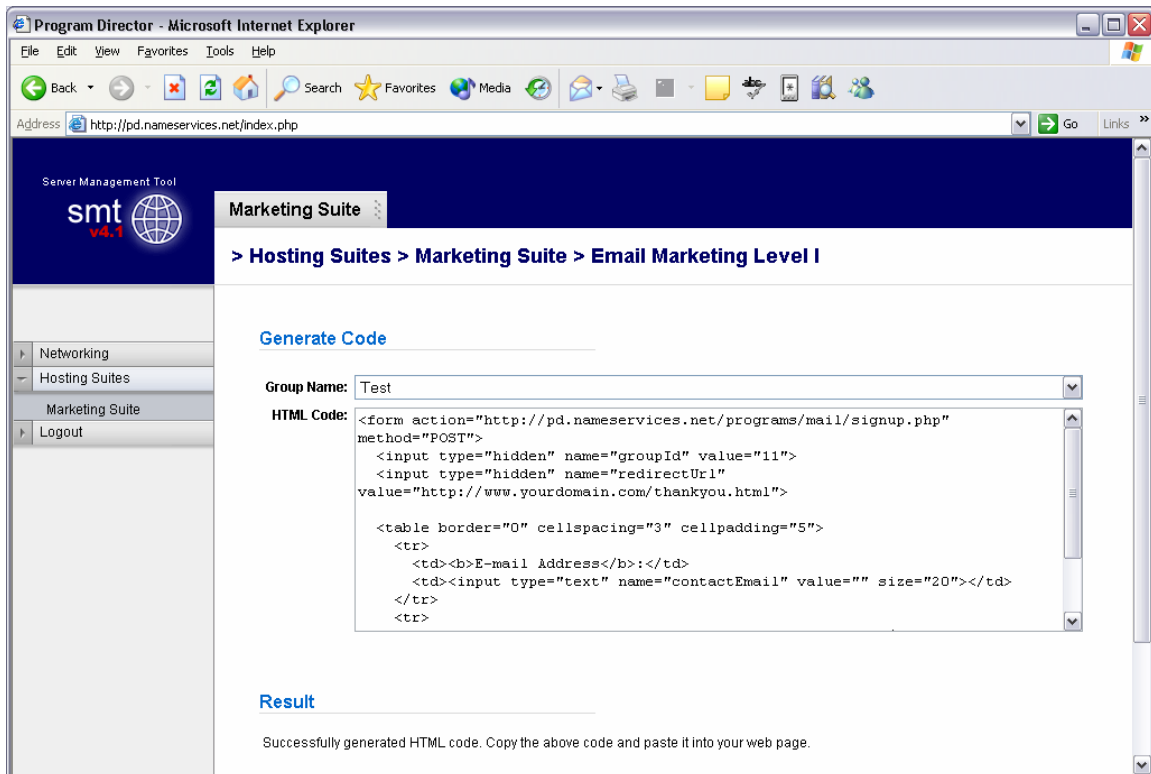 Program Director - Microsoft Internet Explorer
File Edit View Favorites Tools Help
Back Search Favorites Media
Address http://pd.nameservices.net/index.php Go Links »
Server Management Tool
smt
v4.1
Marketing Suite
> Hosting Suites > Marketing Suite > Email Marketing Level I
Networking
Hosting Suites
Marketing Suite
Logout
Generate Code
Group Name: Test
HTML Code: <form action="http://pd.nameservices.net/programs/mail/signup.php"
method="POST">
<input type="hidden" name="groupId" value="11">
<input type="hidden" name="redirectUrl"
value="http://www.yourdomain.com/thankyou.html">
<table border="0" cellspacing="3" cellpadding="5">
<tr>
<td><b>E-mail Address</b>:</td>
<td><input type="text" name="contactEmail" value="" size="20"></td>
</tr>
<tr>
Result
Successfully generated HTML code. Copy the above code and paste it into your web page.